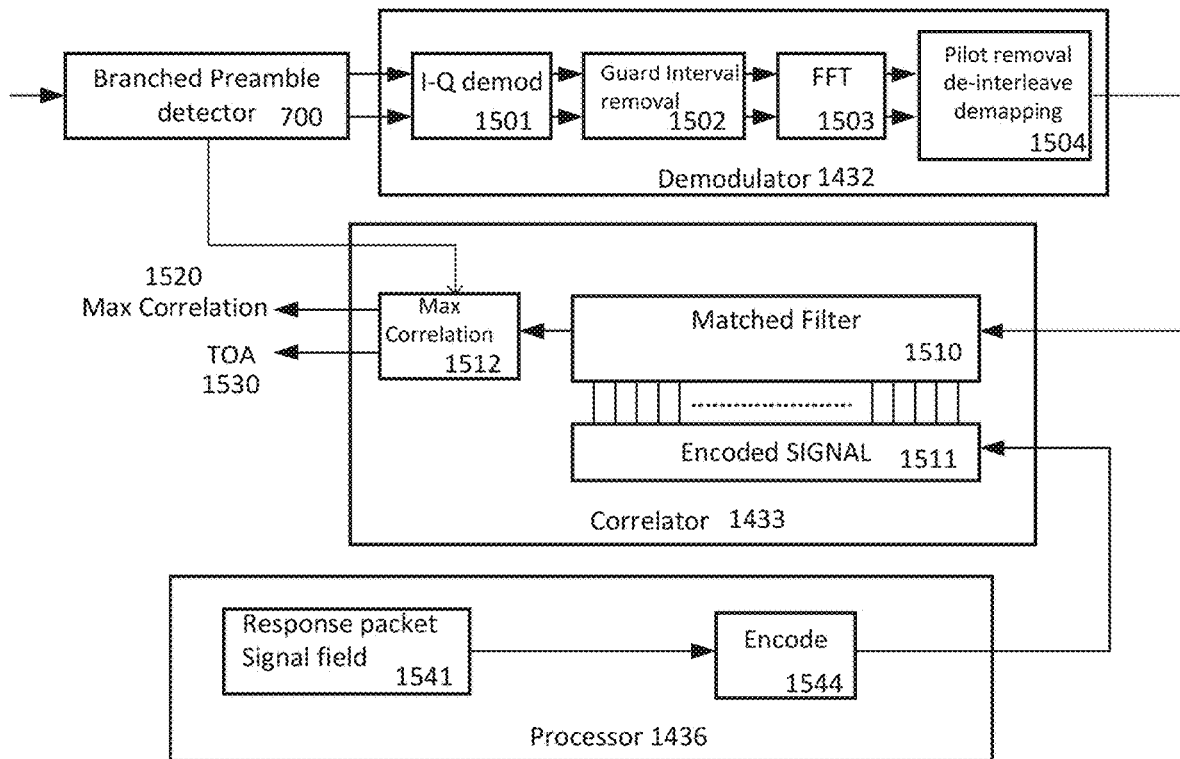 Branched Preamble
detector 700
I-Q demod
1501
Guard Interval
removal 1502
FFT
1503
Pilot removal
de-interleave
demapping
1504
Demodulator 1432
1520
Max Correlation
TOA
1530
Max
Correlation
1512
Matched Filter
1510
Encoded SIGNAL 1511
Correlator 1433
Response packet
Signal field
1541
Encode
1544
Processor 1436